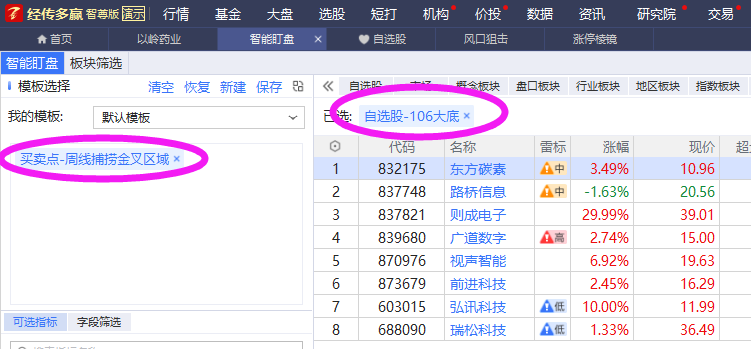 经传多赢 智尊版 演示 行情 基金 大盘 选股 短打 机构 价投 数据 资讯 研究院 交易
首页 以岭药业 智能盯盘 × 自选股 风口狙击 涨停棱镜
智能盯盘 板块筛选
模板选择 清空 恢复 新建 保存
自选股 市场 概念板块 盘口板块 行业板块 地区板块 指数板块
我的模板: 默认模板
已选: 自选股-106大底 ×
买卖点-周线捕捞金叉区域 ×
代码 名称 雷标 涨幅 现价
1 832175 东方碳素 中 3.49% 10.96
2 837748 路桥信息 中 -1.63% 20.56
3 837821 则成电子 29.99% 39.01
4 839680 广道数字 高 2.74% 15.00
5 870976 视声智能 6.92% 19.63
6 873679 前进科技 2.45% 16.29
7 603015 弘讯科技 低 10.00% 11.99
8 688090 瑞松科技 低 1.33% 36.49
可选指标 字段筛选